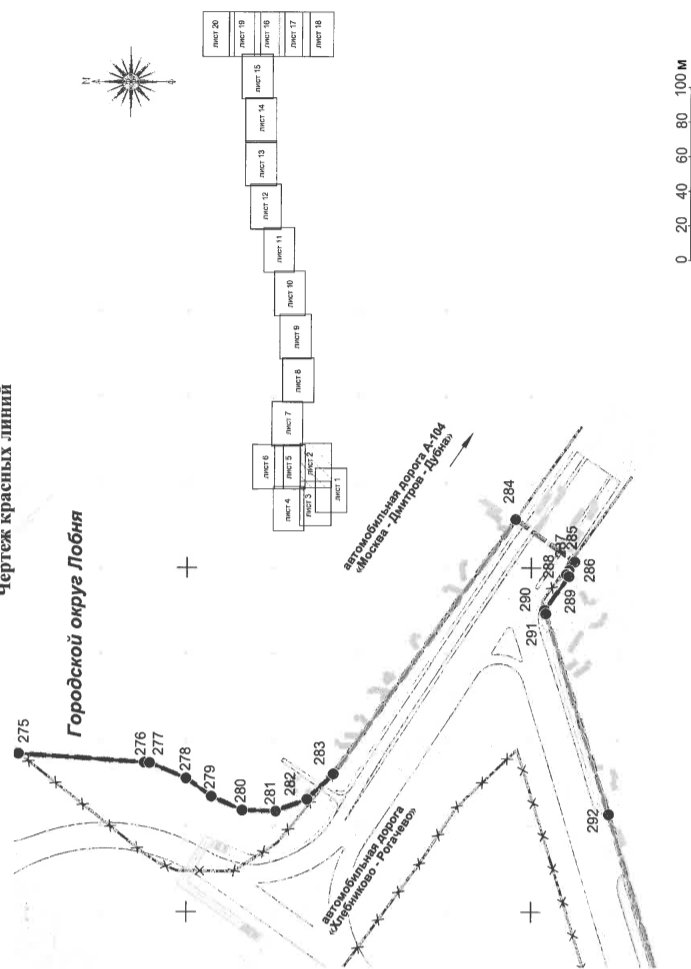 Чертеж красных линий
Городской округ Лобня
N
лист 20
лист 19
лист 16
лист 17
лист 18
лист 15
лист 14
лист 13
лист 12
лист 11
лист 10
лист 9
лист 8
лист 7
лист 6
лист 5
лист 2
лист 4
лист 3
лист 1
автомобильная дорога А-104
«Москва - Дмитров - Дубна»
автомобильная дорога
«Хлебниково - Рогачево»
275
276
277
278
279
280
281
282
283
284
285
286
287
288
289
290
291
292
0 20 40 60 80 100 м